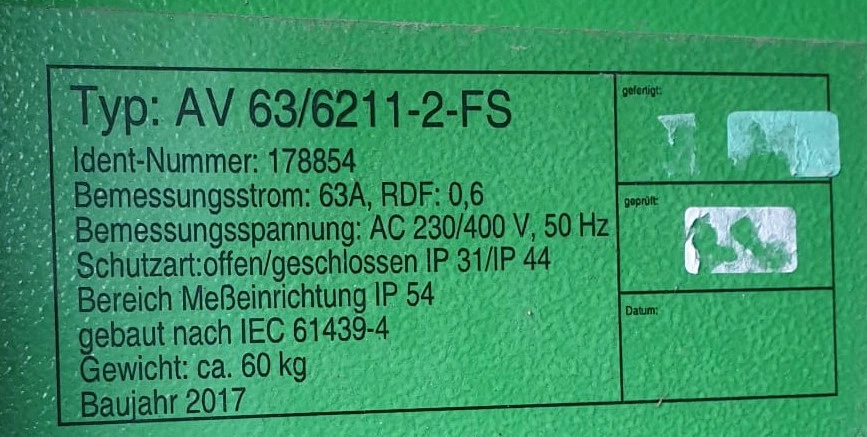 Typ: AV 63/6211-2-FS
Ident-Nummer: 178854
Bemessungsstrom: 63A, RDF: 0,6
Bemessungsspannung: AC 230/400 V, 50 Hz
Schutzart:offen/geschlossen IP 31/IP 44
Bereich Meßeinrichtung IP 54
gebaut nach IEC 61439-4
Gewicht: ca. 60 kg
Baujahr 2017
gefertigt:
geprüft:
Datum: